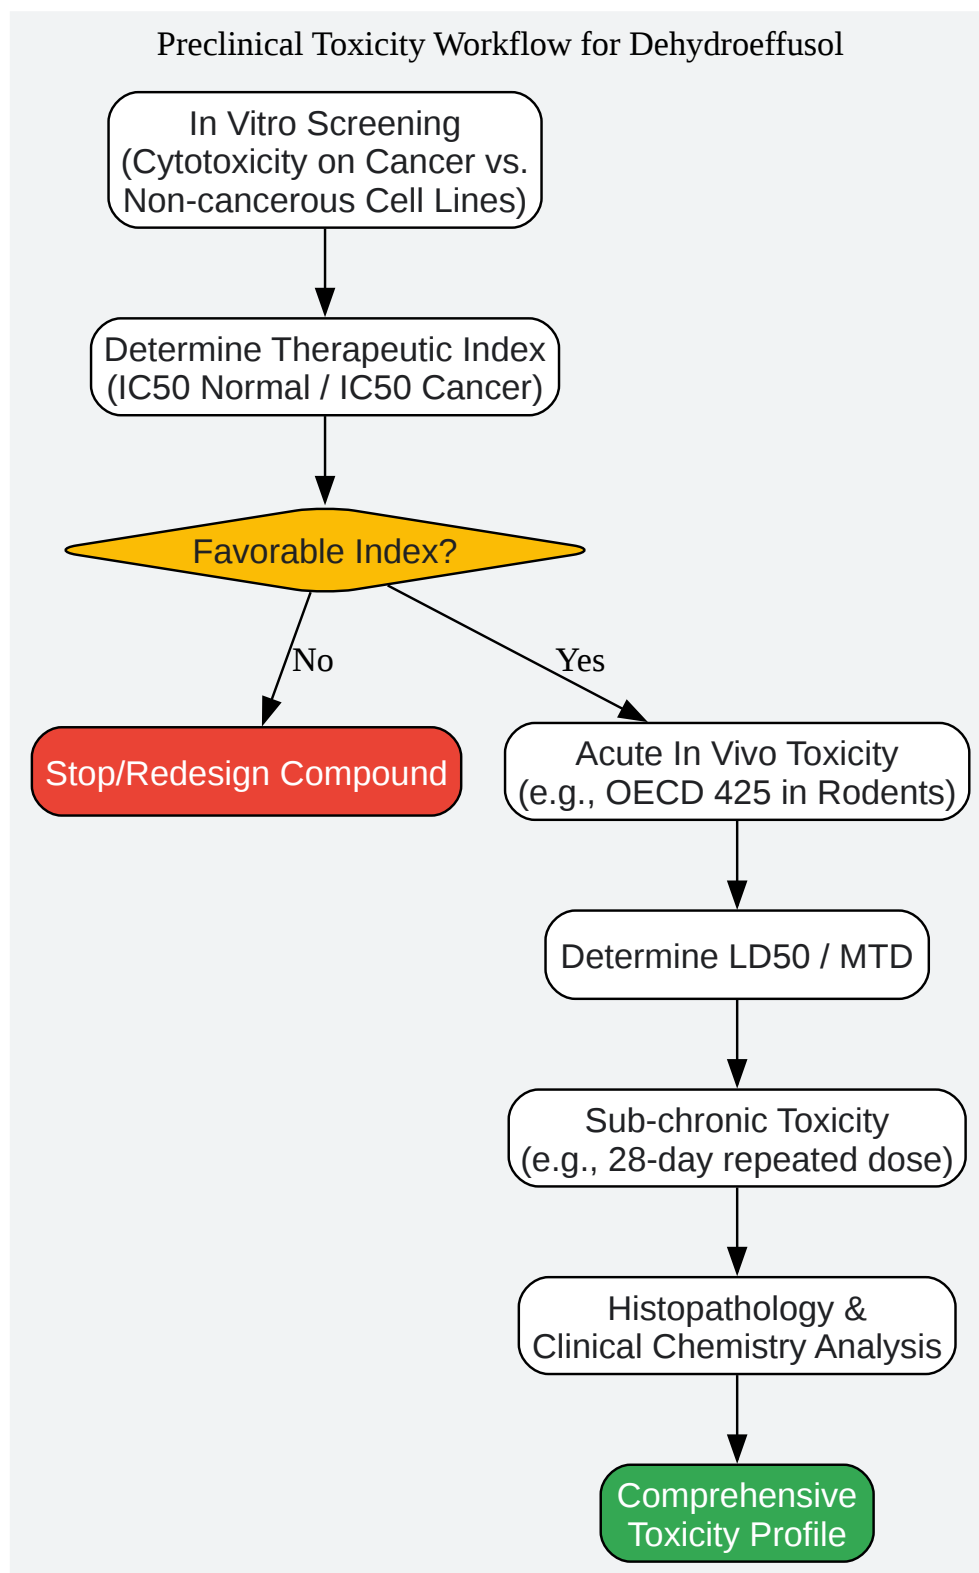 Preclinical Toxicity Workflow for Dehydroeffusol
In Vitro Screening
(Cytotoxicity on Cancer vs.
Non-cancerous Cell Lines)
Determine Therapeutic Index
(IC50 Normal / IC50 Cancer)
Favorable Index?
No
Yes
Stop/Redesign Compound
Acute In Vivo Toxicity
(e.g., OECD 425 in Rodents)
Determine LD50 / MTD
Sub-chronic Toxicity
(e.g., 28-day repeated dose)
Histopathology &
Clinical Chemistry Analysis
Comprehensive
Toxicity Profile